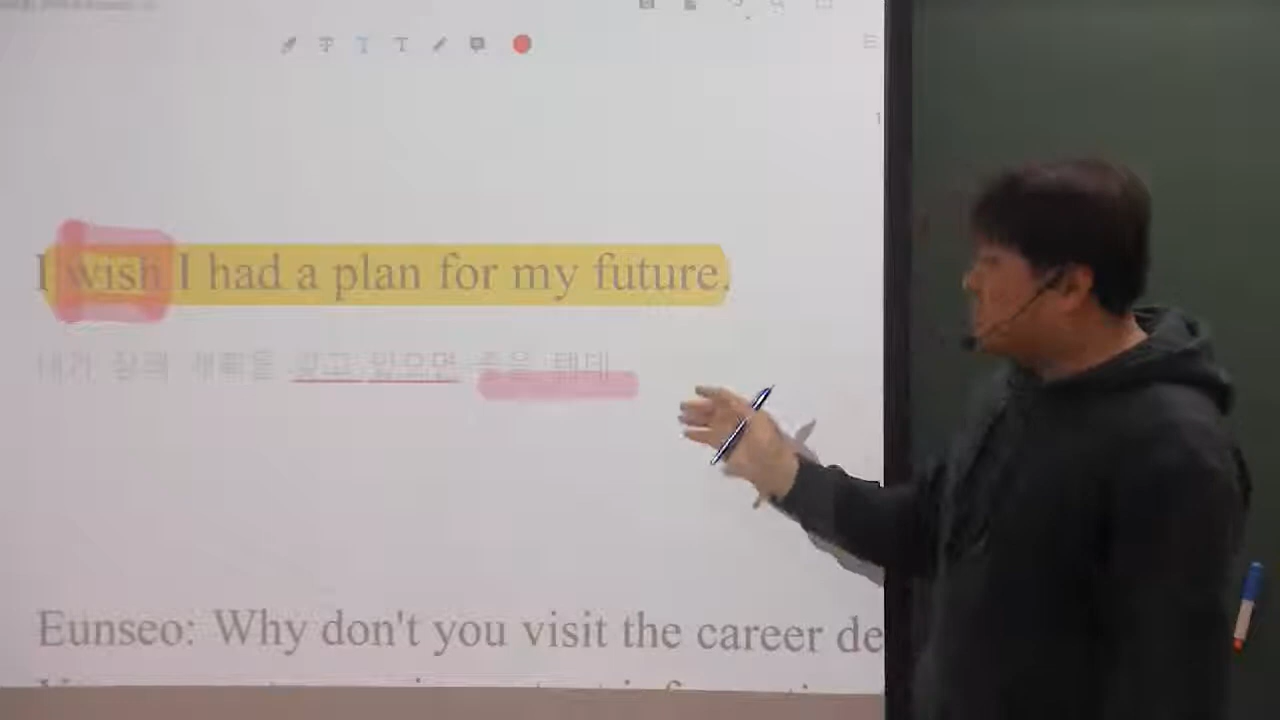 I wish I had a plan for my future.
내가 장래 계획을 갖고 있으면 좋을 텐데
Eunseo: Why don't you visit the career de